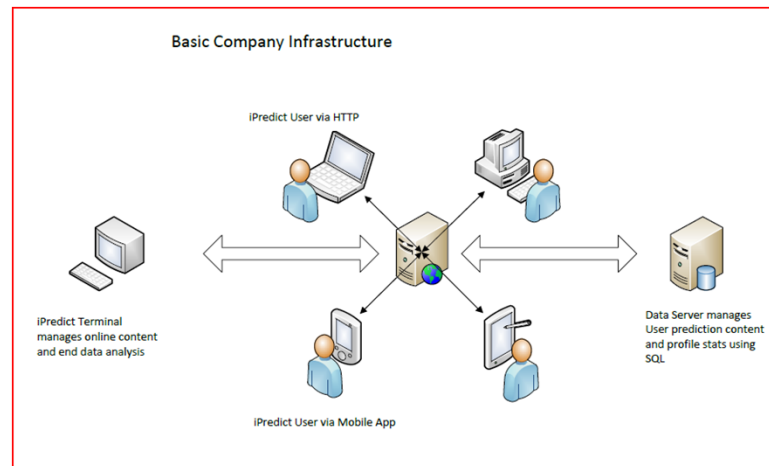 Basic Company Infrastructure
iPredict User via HTTP
iPredict Terminal
manages online content
and end data analysis
Data Server manages
User prediction content
and profile stats using
SQL
iPredict User via Mobile App